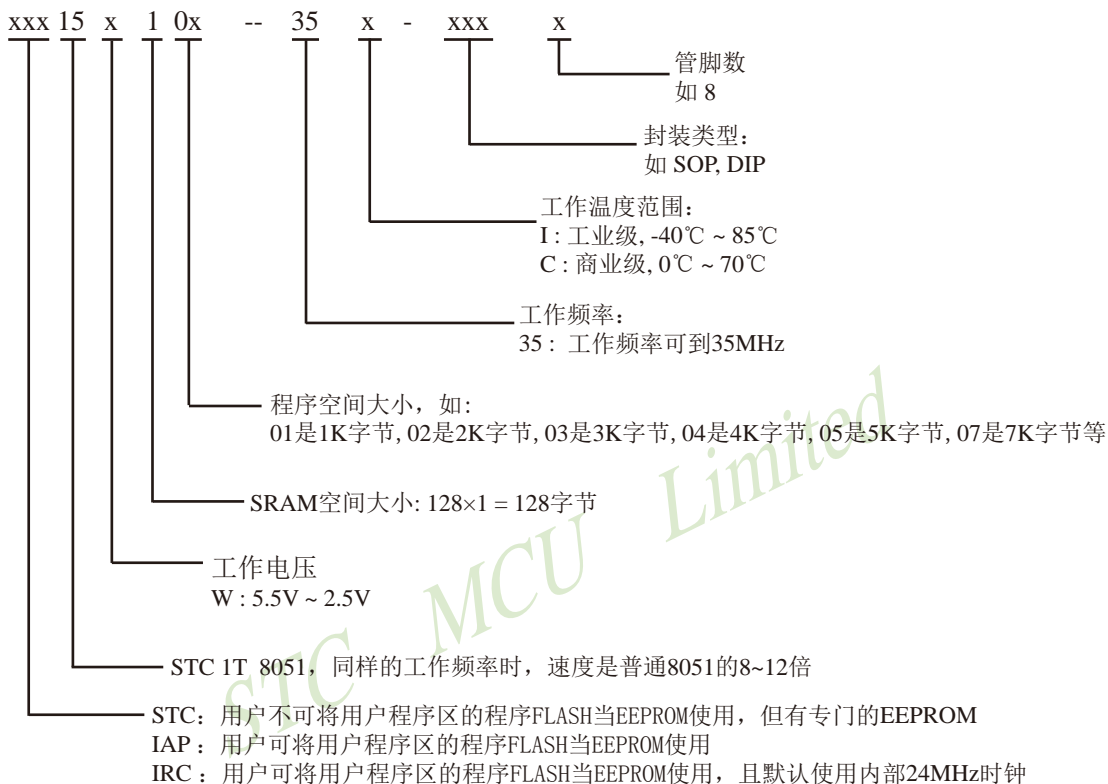 xxx 15 x 1 0x -- 35 x - xxx x
管脚数
如 8
封装类型：
如 SOP, DIP
工作温度范围：
I : 工业级, -40℃ ~ 85℃
C : 商业级, 0℃ ~ 70℃
工作频率：
35 : 工作频率可到35MHz
程序空间大小，如:
01是1K字节, 02是2K字节, 03是3K字节, 04是4K字节, 05是5K字节, 07是7K字节等
SRAM空间大小: 128×1 = 128字节
工作电压
W : 5.5V ~ 2.5V
STC 1T 8051，同样的工作频率时，速度是普通8051的8~12倍
STC：用户不可将用户程序区的程序FLASH当EEPROM使用，但有专门的EEPROM
IAP：用户可将用户程序区的程序FLASH当EEPROM使用
IRC：用户可将用户程序区的程序FLASH当EEPROM使用，且默认使用内部24MHz时钟
STC MCU Limited